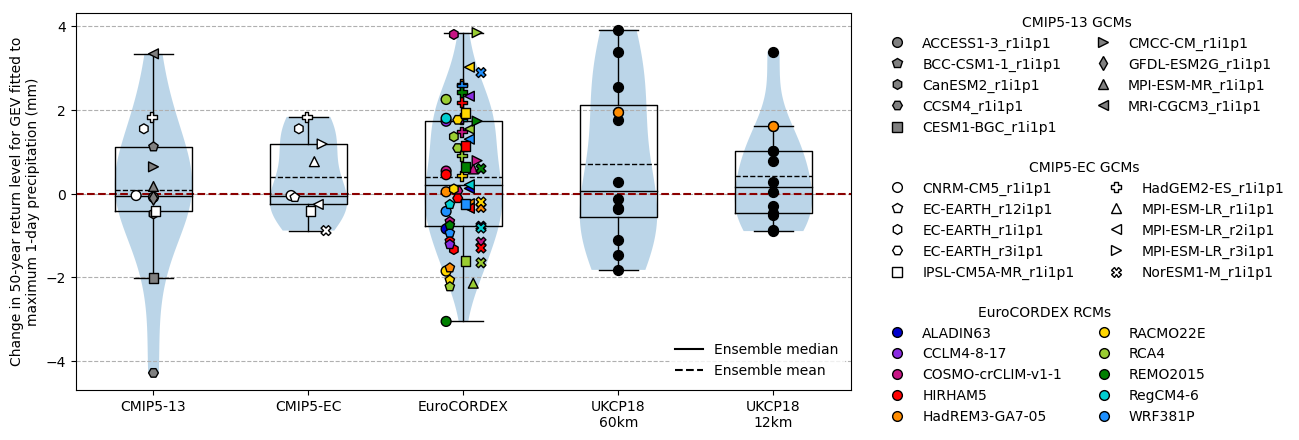 Change in 50-year return level for GEV fitted to
maximum 1-day precipitation (mm)
4
2
0
−2
−4
Ensemble median
Ensemble mean
CMIP5-13
CMIP5-EC
EuroCORDEX
UKCP18
60km
UKCP18
12km
CMIP5-13 GCMs
ACCESS1-3_r1i1p1
BCC-CSM1-1_r1i1p1
CanESM2_r1i1p1
CCSM4_r1i1p1
CESM1-BGC_r1i1p1
CMCC-CM_r1i1p1
GFDL-ESM2G_r1i1p1
MPI-ESM-MR_r1i1p1
MRI-CGCM3_r1i1p1
CMIP5-EC GCMs
CNRM-CM5_r1i1p1
EC-EARTH_r12i1p1
EC-EARTH_r1i1p1
EC-EARTH_r3i1p1
IPSL-CM5A-MR_r1i1p1
HadGEM2-ES_r1i1p1
MPI-ESM-LR_r1i1p1
MPI-ESM-LR_r2i1p1
MPI-ESM-LR_r3i1p1
NorESM1-M_r1i1p1
EuroCORDEX RCMs
ALADIN63
CCLM4-8-17
COSMO-crCLIM-v1-1
HIRHAM5
HadREM3-GA7-05
RACMO22E
RCA4
REMO2015
RegCM4-6
WRF381P